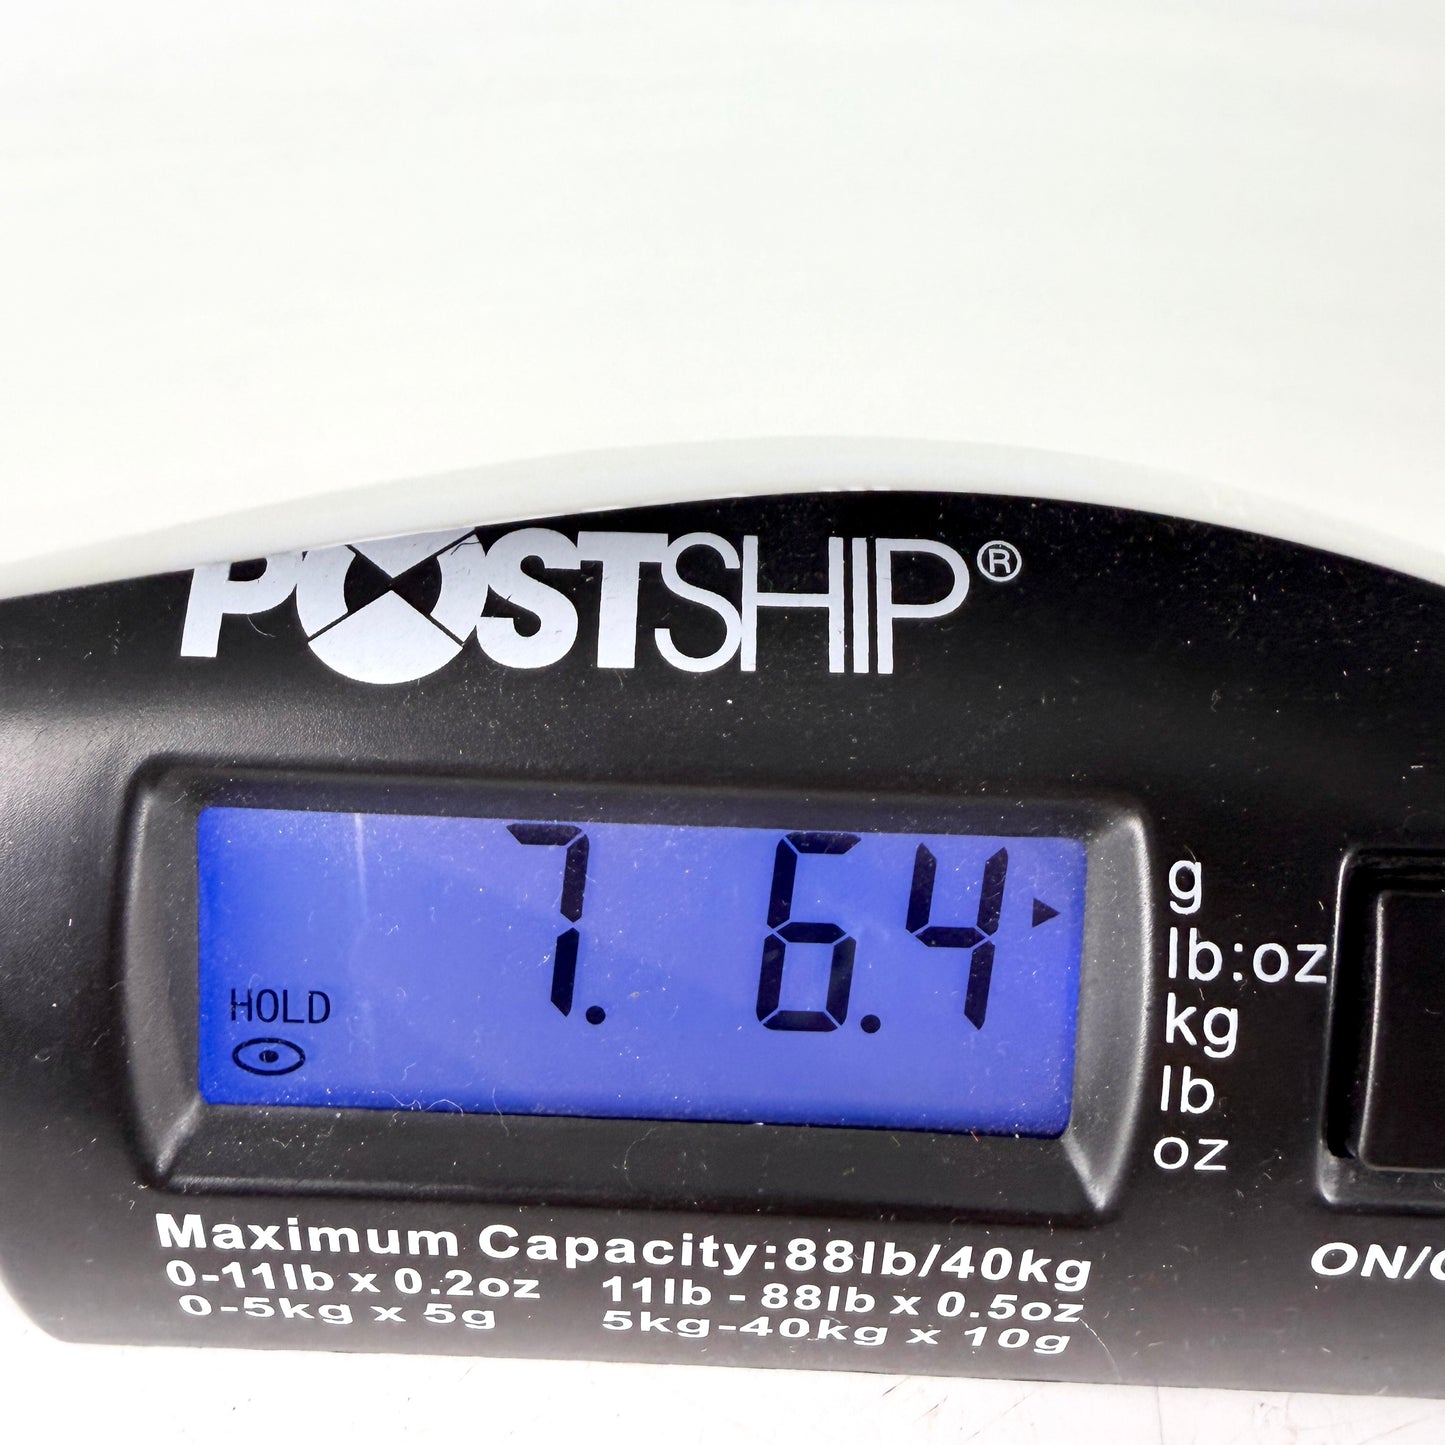 POSTSHIP®
7. 6.4
g
lb:oz
HOLD
kg
lb
oz
Maximum Capacity:88lb/40kg
0-11lb x 0.2oz 11lb - 88lb x 0.5oz
0-5kg x 5g 5kg-40kg x 10g
ON/